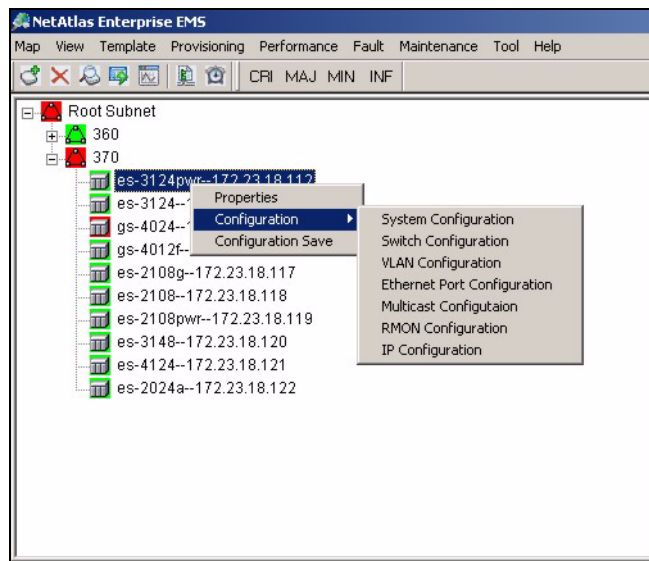 NetAtlas Enterprise EMS
Map View Template Provisioning Performance Fault Maintenance Tool Help
CRI MAJ MIN INF
Root Subnet
360
370
es-3124pwr--172.23.18.112
es-3124--
gs-4024--
gs-4012f--
es-2108g--172.23.18.117
es-2108--172.23.18.118
es-2108pwr--172.23.18.119
es-3148--172.23.18.120
es-4124--172.23.18.121
es-2024a--172.23.18.122
Properties
Configuration
Configuration Save
System Configuration
Switch Configuration
VLAN Configuration
Ethernet Port Configuration
Multicast Configutaion
RMON Configuration
IP Configuration